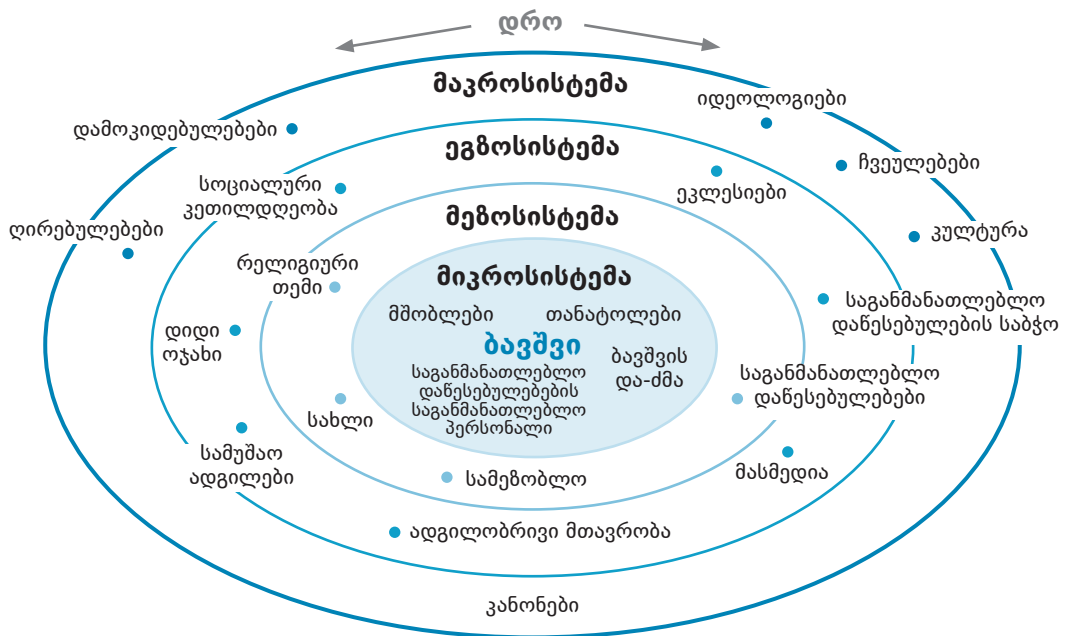 დრო
მაკროსისტემა
იდეოლოგიები
დამოკიდებულებები
ეგზოსისტემა
ჩვეულებები
სოციალური
კეთილდღეობა
ეკლესიები
ღირებულებები
მეზოსისტემა
კულტურა
რელიგიური
თემი
მიკროსისტემა
საგანმანათლებლო
დაწესებულების საბჭო
მშობლები
თანატოლები
დიდი
ოჯახი
ბავშვი
ბავშვის
და-ძმა
საგანმანათლებლო
დაწესებულებების
საგანმანათლებლო
პერსონალი
საგანმანათლებლო
დაწესებულებები
სახლი
სამუშაო
ადგილები
სამეზობლო
მასმედია
ადგილობრივი მთავრობა
კანონები